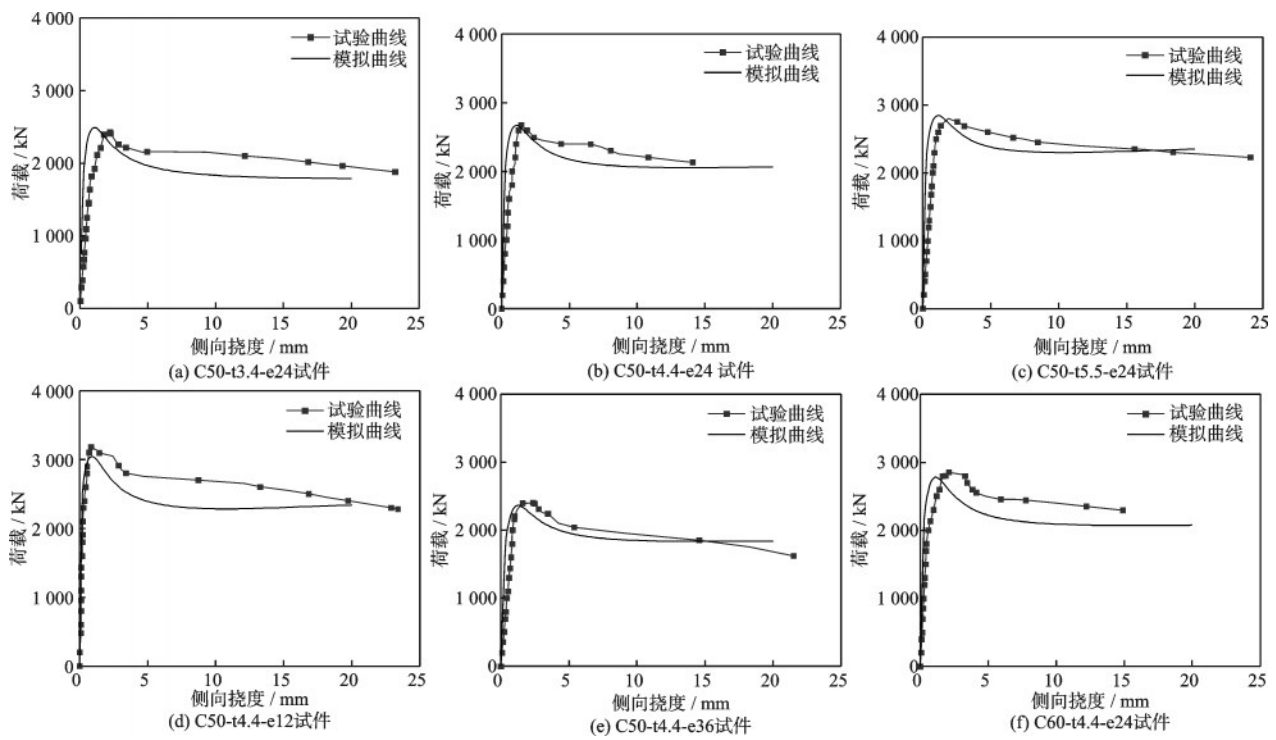 4 000
3 000
2 000
1 000
0
荷载 / kN
试验曲线
模拟曲线
0 5 10 15 20 25
侧向挠度 / mm
(a) C50-t3.4-e24试件
4 000
3 000
2 000
1 000
0
荷载 / kN
试验曲线
模拟曲线
0 5 10 15 20 25
侧向挠度 / mm
(b) C50-t4.4-e24 试件
4 000
3 000
2 000
1 000
0
荷载 / kN
试验曲线
模拟曲线
0 5 10 15 20 25
侧向挠度 / mm
(c) C50-t5.5-e24试件
4 000
3 000
2 000
1 000
0
荷载 / kN
试验曲线
模拟曲线
0 5 10 15 20 25
侧向挠度 / mm
(d) C50-t4.4-e12试件
4 000
3 000
2 000
1 000
0
荷载 / kN
试验曲线
模拟曲线
0 5 10 15 20 25
侧向挠度 / mm
(e) C50-t4.4-e36试件
4 000
3 000
2 000
1 000
0
荷载 / kN
试验曲线
模拟曲线
0 5 10 15 20 25
侧向挠度 / mm
(f) C60-t4.4-e24试件